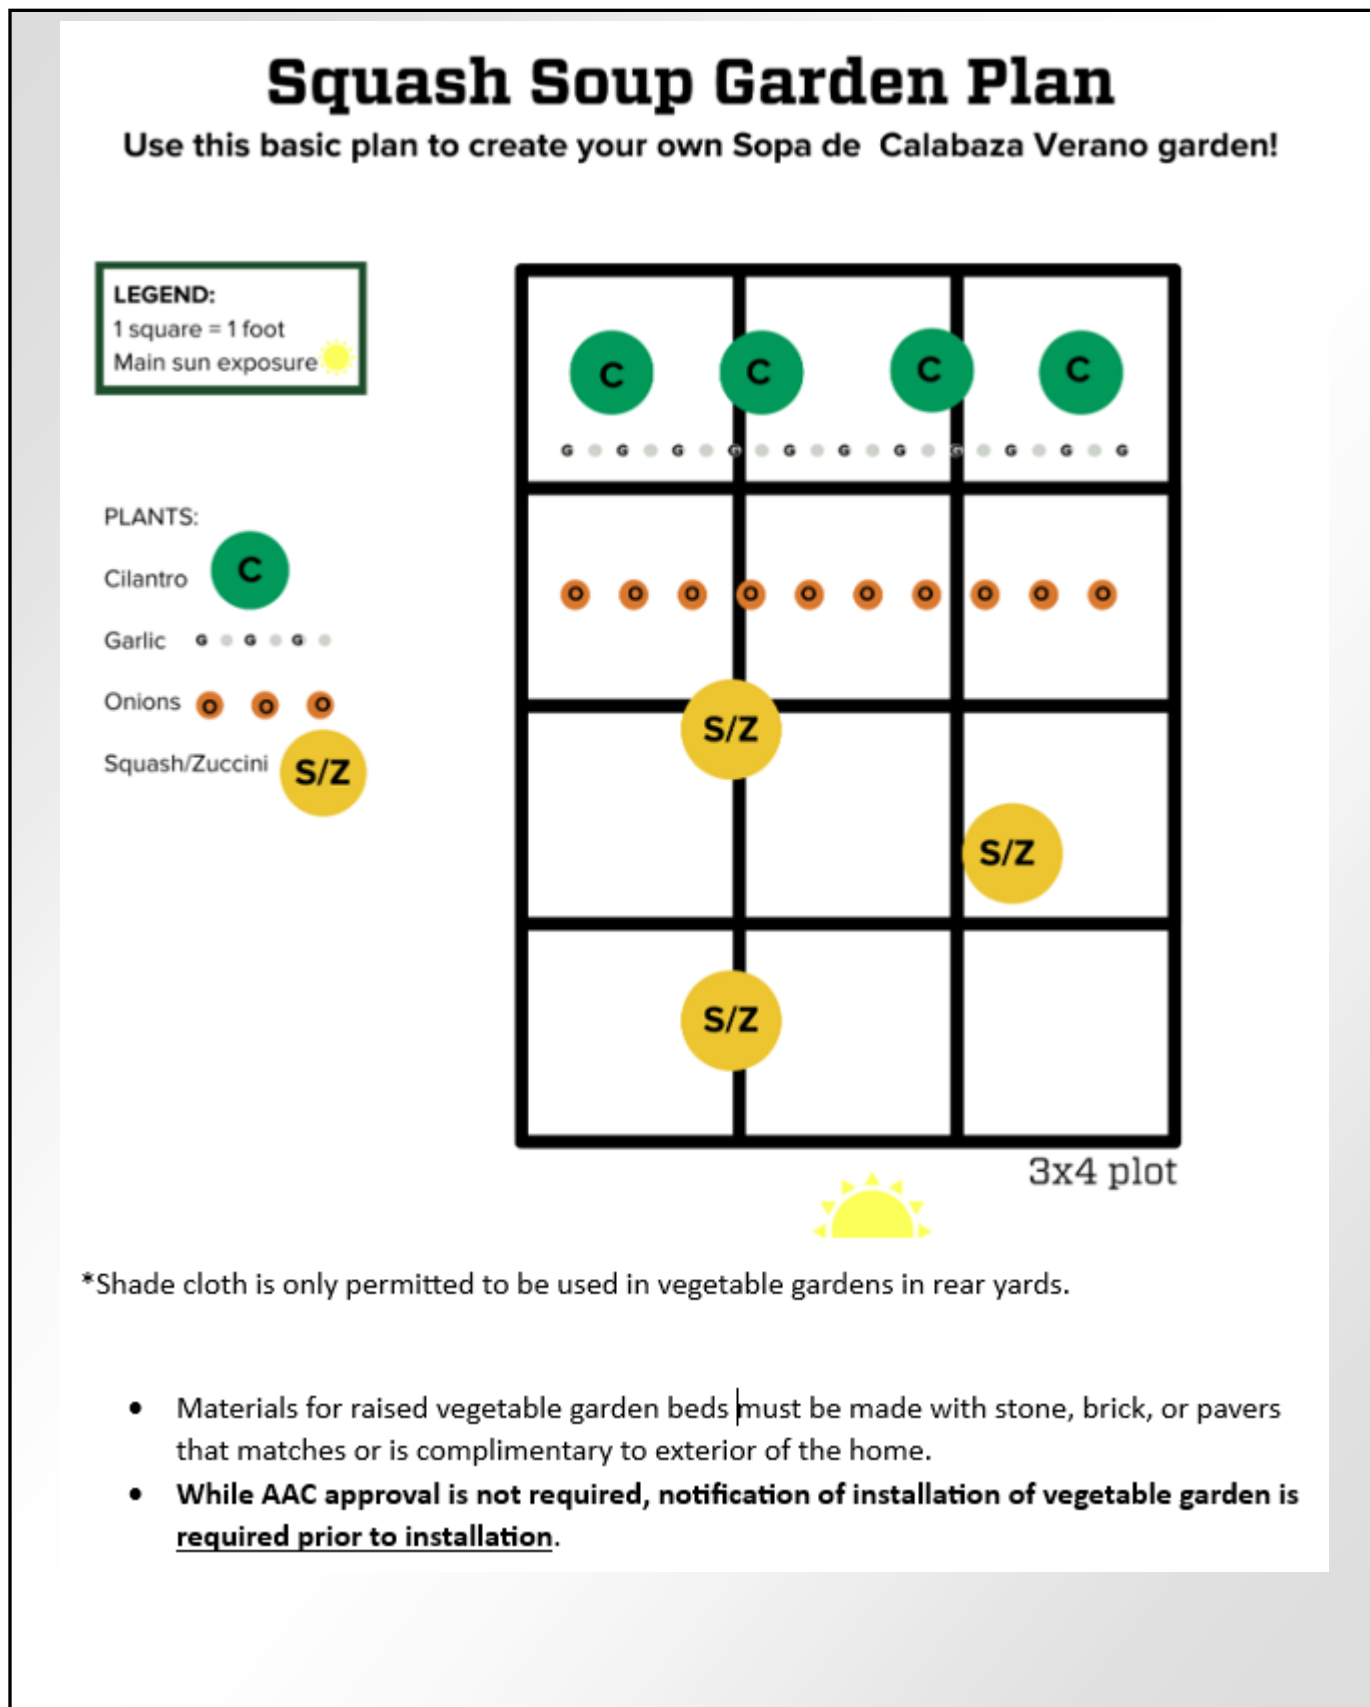 Squash Soup Garden Plan
Use this basic plan to create your own Sopa de Calabaza Verano garden!
LEGEND:
1 square = 1 foot
Main sun exposure
PLANTS:
Cilantro C
Garlic G G G
Onions O O O
Squash/Zuccini S/Z
C C C C
G G G G G G G G G G G
O O O O O O O O O O
S/Z
S/Z
S/Z
3x4 plot
*Shade cloth is only permitted to be used in vegetable gardens in rear yards.
• Materials for raised vegetable garden beds must be made with stone, brick, or pavers
that matches or is complimentary to exterior of the home.
• While AAC approval is not required, notification of installation of vegetable garden is
required prior to installation.